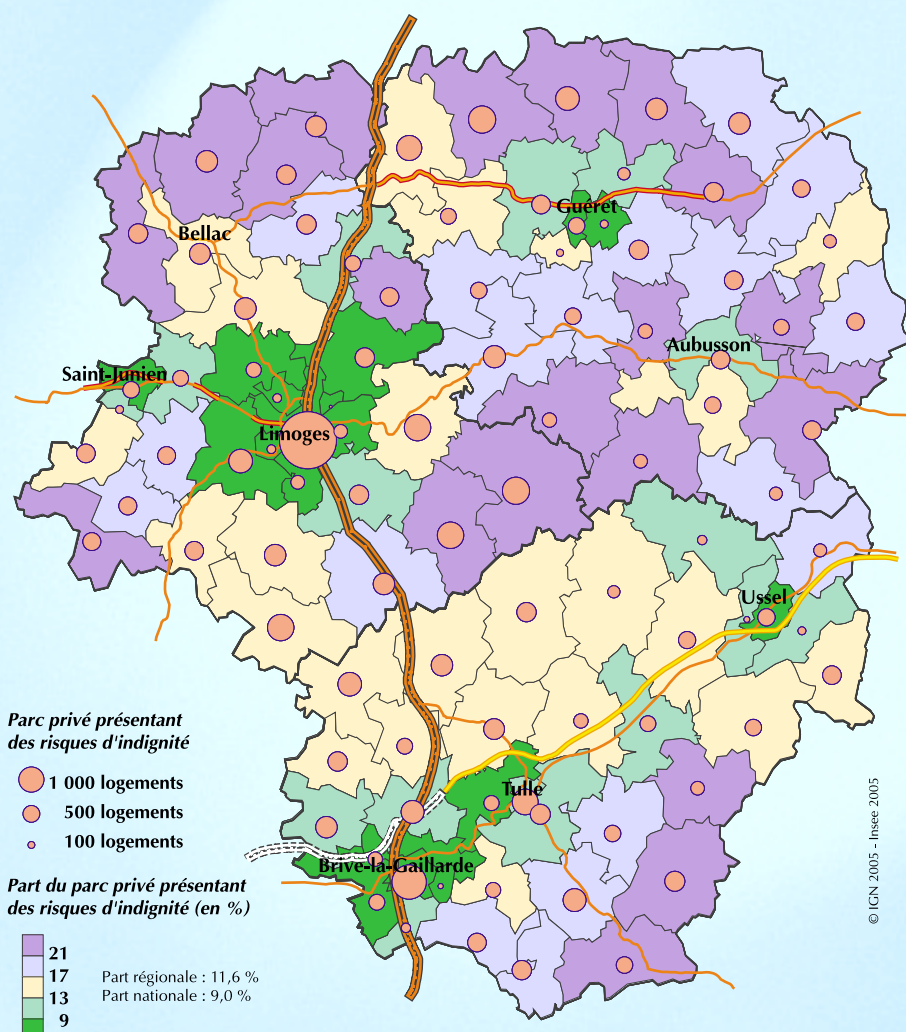 Guéret
Bellac
Aubusson
Saint-Junien
Limoges
Ussel
Tulle
Brive-la-Gaillarde
Parc privé présentant
des risques d'indignité
1 000 logements
500 logements
100 logements
Part du parc privé présentant
des risques d'indignité (en %)
21
17
13
9
Part régionale : 11,6 %
Part nationale : 9,0 %
© IGN 2005 - Insee 2005